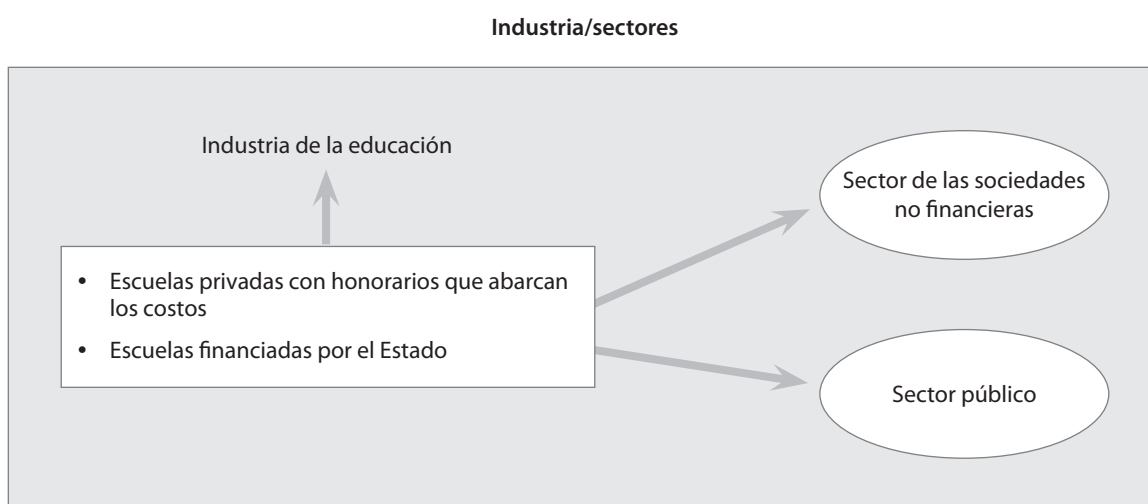 Industria/sectores
Industria de la educación
Sector de las sociedades
no financieras
• Escuelas privadas con honorarios que abarcan
los costos
• Escuelas financiadas por el Estado
Sector público